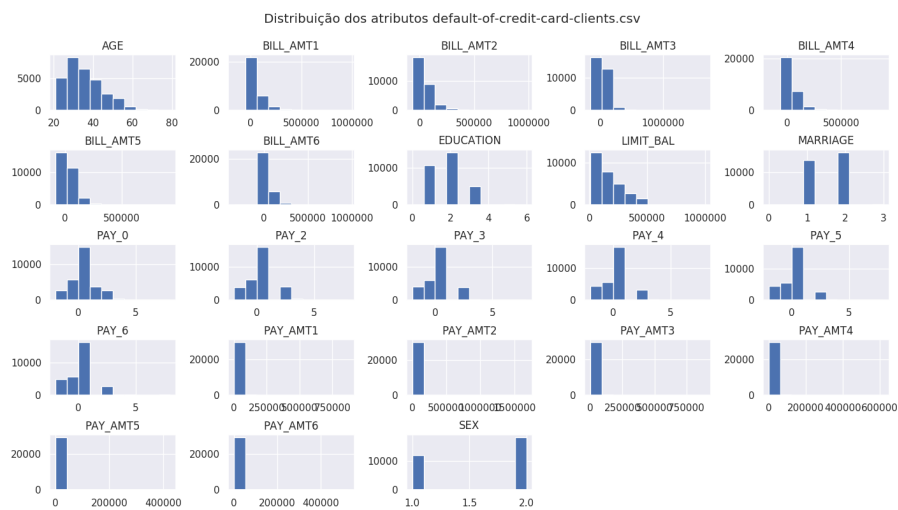 Distribuição dos atributos default-of-credit-card-clients.csv
AGE BILL_AMT1 BILL_AMT2 BILL_AMT3 BILL_AMT4
5000 0 20 40 60 80
20000 0 0 500000 1000000
10000 0 0 500000 1000000
10000 0 0 1000000
20000 0 0 500000
BILL_AMT5 BILL_AMT6 EDUCATION LIMIT_BAL MARRIAGE
10000 0 0 500000
20000 0 0 500000 1000000
10000 0 0 2 4 6
10000 0 0 500000 1000000
10000 0 0 1 2 3
PAY_0 PAY_2 PAY_3 PAY_4 PAY_5
10000 0 0 5
10000 0 0 5
10000 0 0 5
10000 0 0 5
10000 0 0 5
PAY_6 PAY_AMT1 PAY_AMT2 PAY_AMT3 PAY_AMT4
10000 0 0 5
20000 0 0 250000 500000 750000
20000 0 0 500000 1000000 1500000
20000 0 0 250000 500000 750000
20000 0 0 200000 400000 600000
PAY_AMT5 PAY_AMT6 SEX
20000 0 0 200000 400000
20000 0 0 200000 400000
10000 0 1.0 1.5 2.0